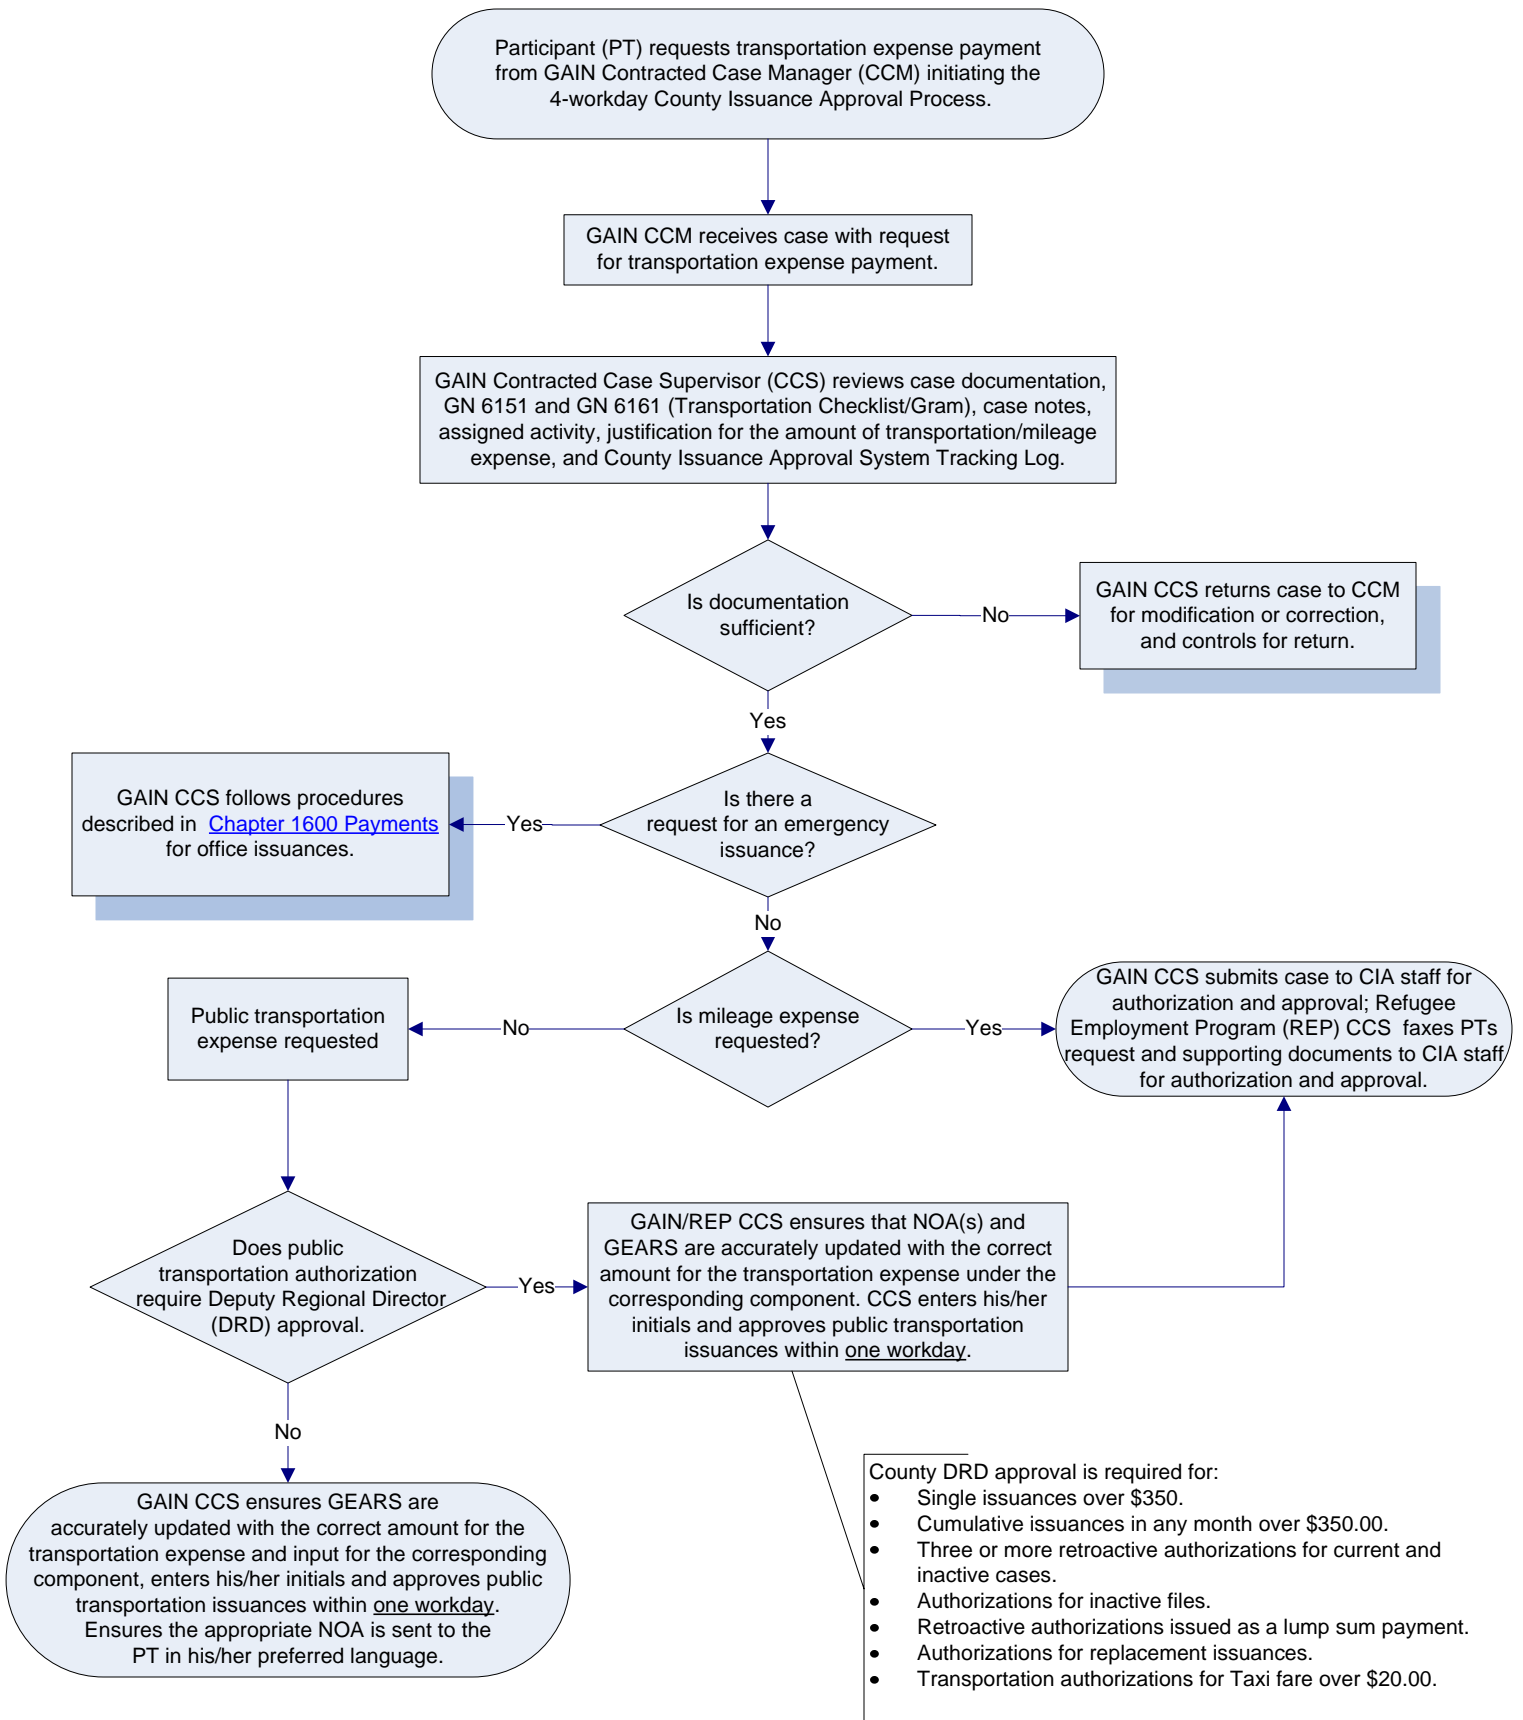 Participant (PT) requests transportation expense payment
from GAIN Contracted Case Manager (CCM) initiating the
4-workday County Issuance Approval Process.
GAIN CCM receives case with request
for transportation expense payment.
GAIN Contracted Case Supervisor (CCS) reviews case documentation,
GN 6151 and GN 6161 (Transportation Checklist/Gram), case notes,
assigned activity, justification for the amount of transportation/mileage
expense, and County Issuance Approval System Tracking Log.
Is documentation
sufficient?
No
GAIN CCS returns case to CCM
for modification or correction,
and controls for return.
Yes
Is there a
request for an emergency
issuance?
Yes
GAIN CCS follows procedures
described in Chapter 1600 Payments
for office issuances.
No
Is mileage expense
requested?
No
Public transportation
expense requested
Yes
GAIN CCS submits case to CIA staff for
authorization and approval; Refugee
Employment Program (REP) CCS faxes PTs
request and supporting documents to CIA staff
for authorization and approval.
Does public
transportation authorization
require Deputy Regional Director
(DRD) approval.
Yes
GAIN/REP CCS ensures that NOA(s) and
GEARS are accurately updated with the correct
amount for the transportation expense under the
corresponding component. CCS enters his/her
initials and approves public transportation
issuances within one workday.
No
GAIN CCS ensures GEARS are
accurately updated with the correct amount for the
transportation expense and input for the corresponding
component, enters his/her initials and approves public
transportation issuances within one workday.
Ensures the appropriate NOA is sent to the
PT in his/her preferred language.
County DRD approval is required for:
• Single issuances over $350.
• Cumulative issuances in any month over $350.00.
• Three or more retroactive authorizations for current and
inactive cases.
• Authorizations for inactive files.
• Retroactive authorizations issued as a lump sum payment.
• Authorizations for replacement issuances.
• Transportation authorizations for Taxi fare over $20.00.